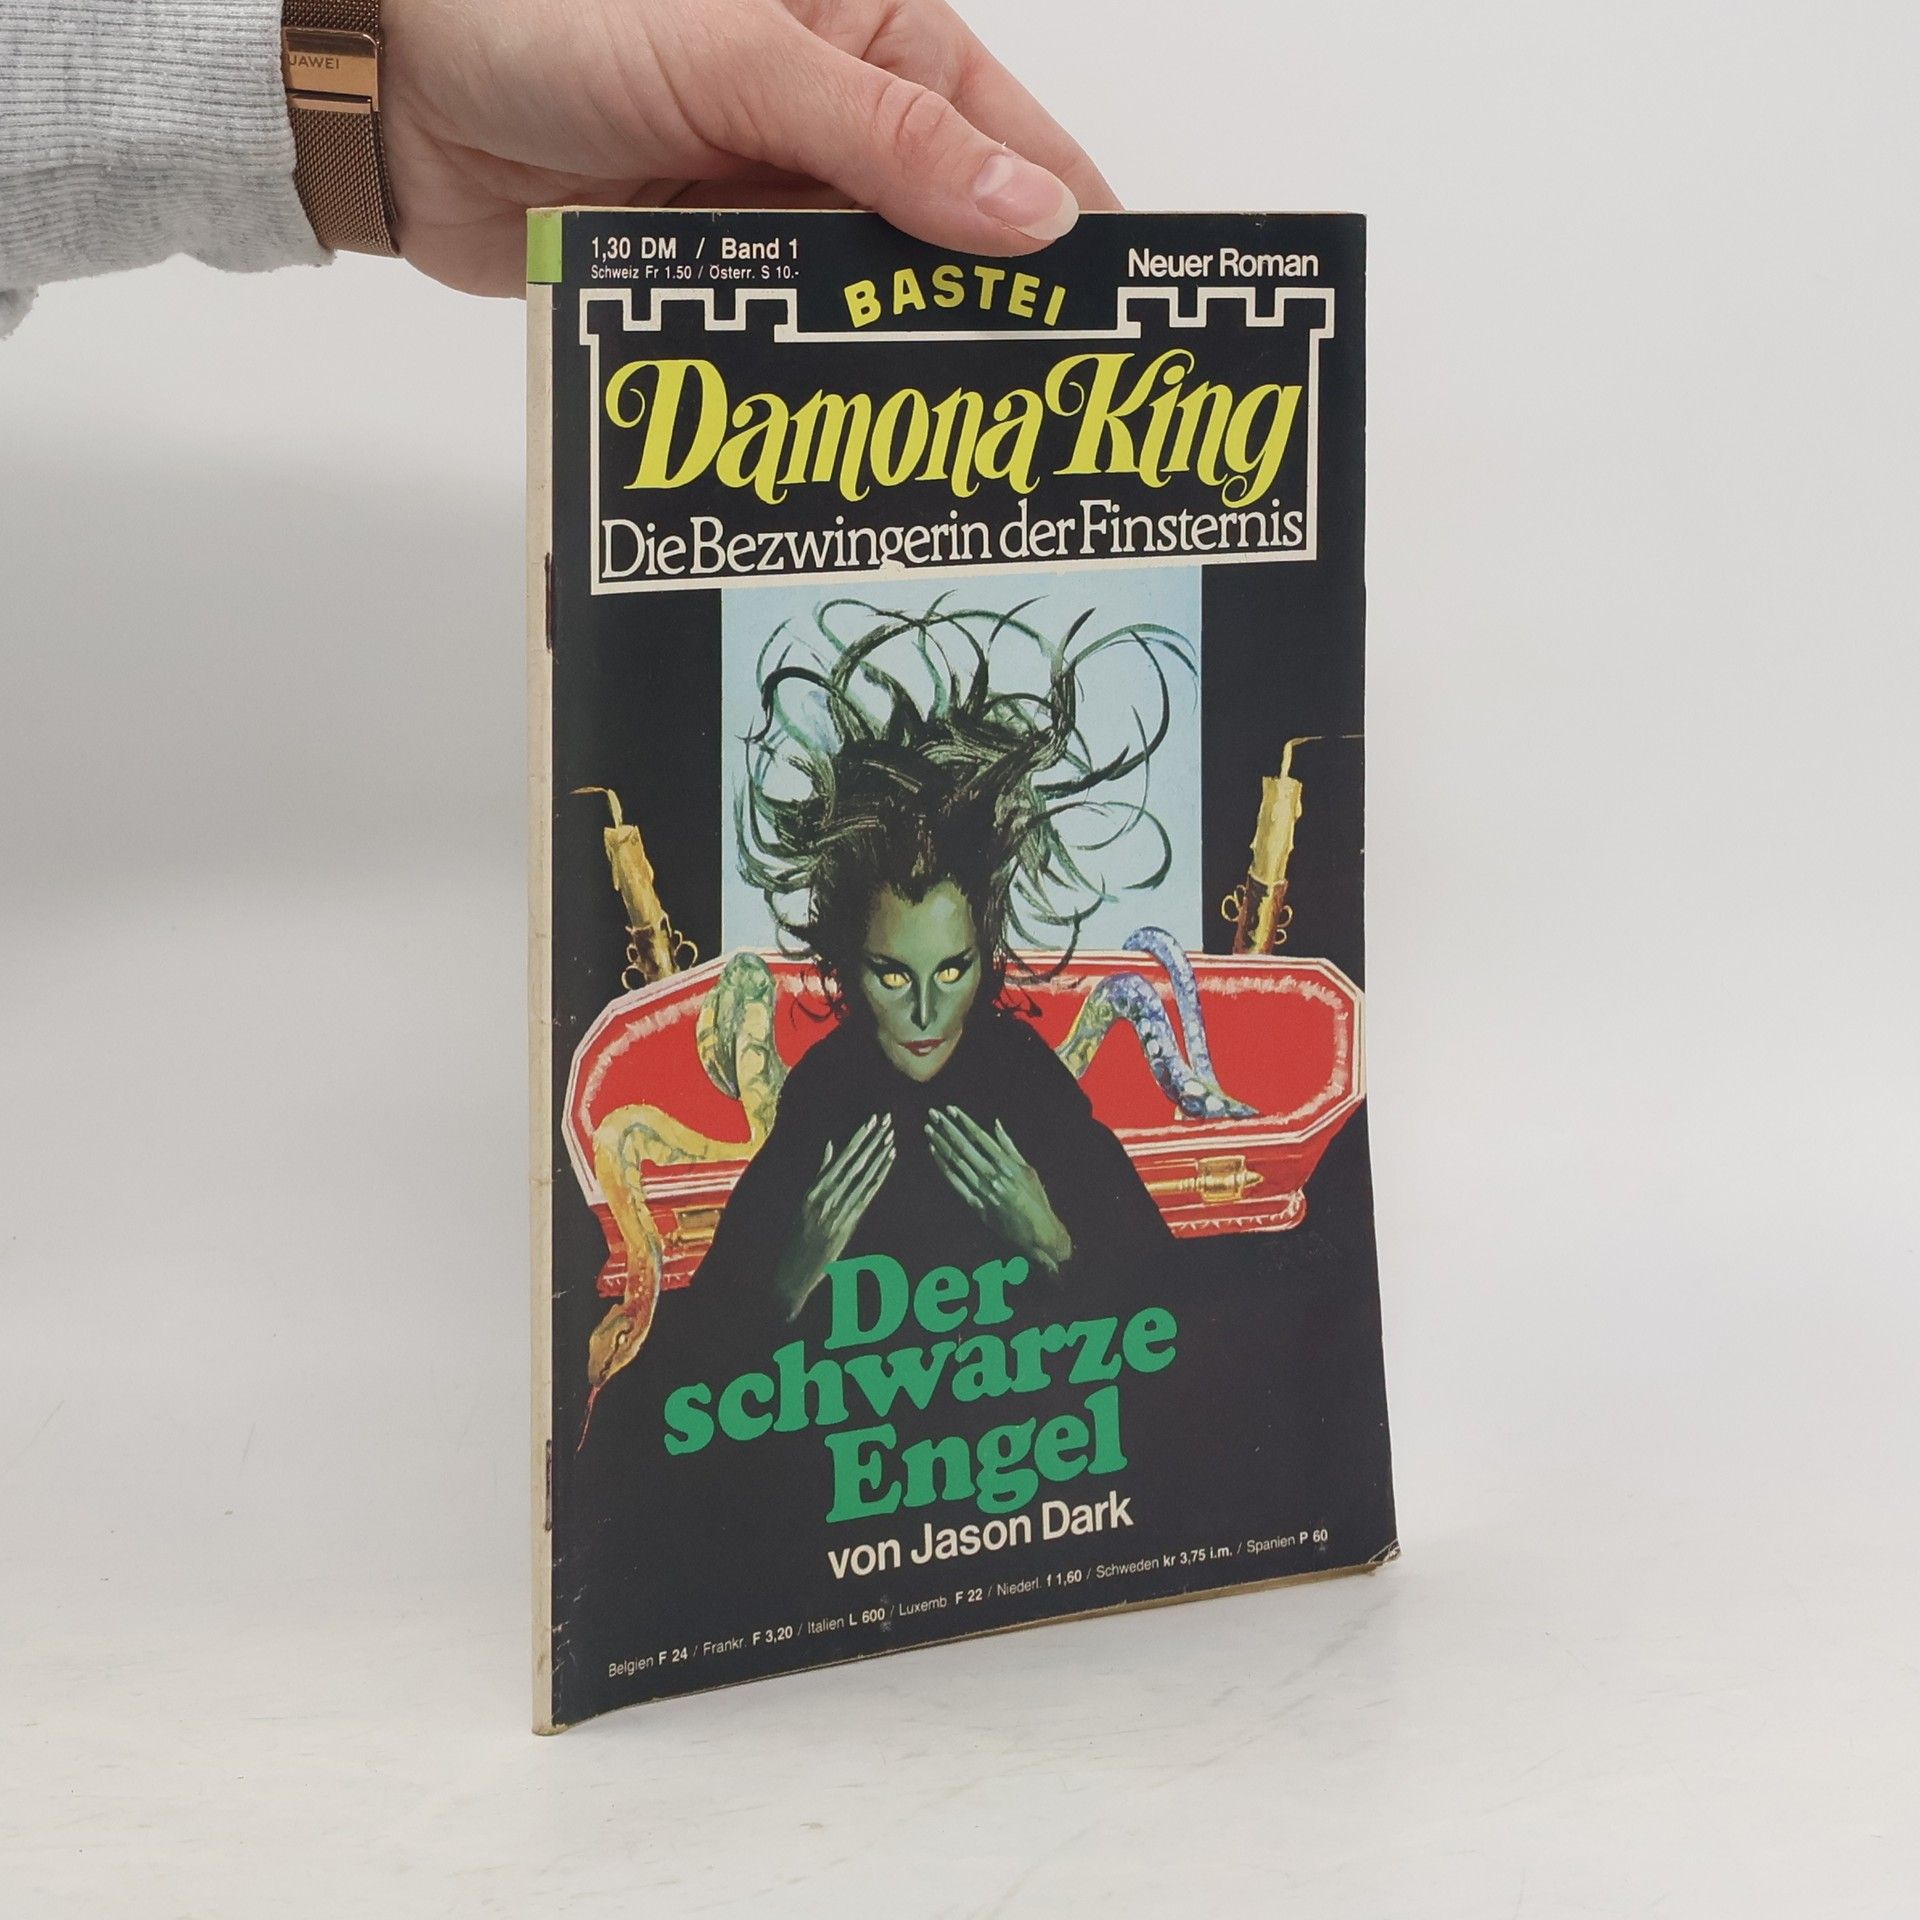 UAWEI
1,30 DM / Band 1
Schweiz Fr 1.50 / Österr. S 10.-
Neuer Roman
BASTEI
Damona King
Die Bezwingerin der Finsternis
Der
schwarze
Engel
von Jason Dark
Belgien F 24 / Frankr. F 3,20 / Italien L 600 / Luxemb. F 22 / Niederl. f 1,60 / Schweden kr 3,75 i.m. / Spanien P 60